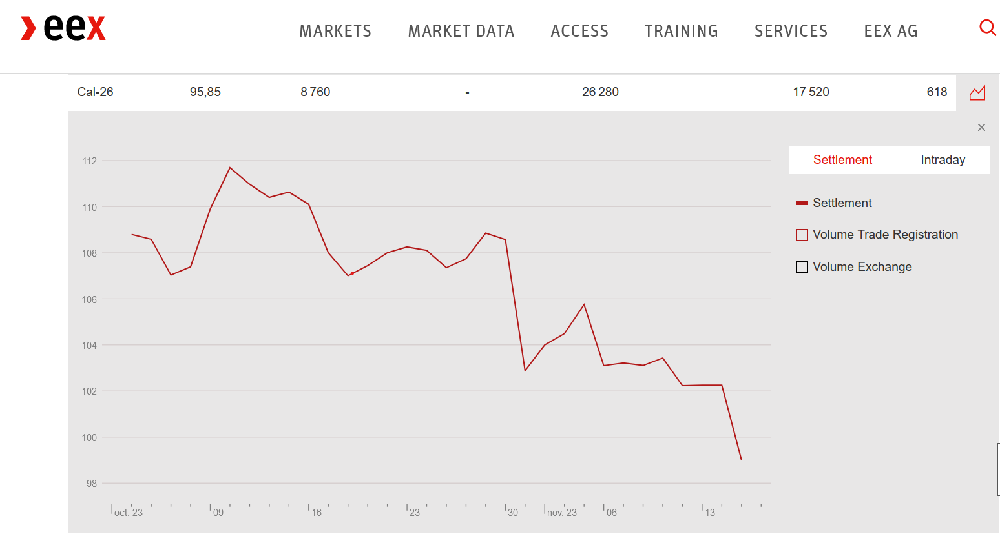 eex
MARKETS MARKET DATA ACCESS TRAINING SERVICES EEX AG
Cal-26 95,85 8 760 - 26 280 17 520 618
Settlement Intraday
Settlement
Volume Trade Registration
Volume Exchange
112
110
108
106
104
102
100
98
oct. 23 09 16 23 30 nov. 23 06 13